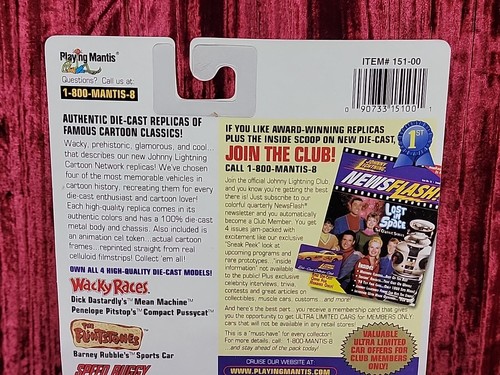 Playing Mantis®
Questions? Call us at:
1-800-MANTIS-8
ITEM# 151-00
0 90733 15100 1
AUTHENTIC DIE-CAST REPLICAS OF
FAMOUS CARTOON CLASSICS!
Wacky, prehistoric, glamorous, and cool...
that describes our new Johnny Lightning
Cartoon Network replicas! We've chosen
four of the most memorable vehicles in
cartoon history, recreating them for every
die-cast enthusiast and cartoon lover!
Each high-quality replica comes in its
authentic colors and has a 100% die-cast
metal body and chassis. Also included is
an animation cel token...actual cartoon
frames...reprinted straight from real
celluloid filmstrips! Collect 'em all!
OWN ALL 4 HIGH-QUALITY DIE-CAST MODELS!
Wacky Races.
Dick Dastardly's™ Mean Machine™
Penelope Pitstop's™ Compact Pussycat™
THE FLINTSTONES
Barney Rubble's™ Sports Car
SPEED BUGGY
IF YOU LIKE AWARD-WINNING REPLICAS
PLUS THE INSIDE SCOOP ON NEW DIE-CAST,
JOIN THE CLUB!
CALL 1-800-MANTIS-8
Join the official Johnny Lightning Club,
and you know you're getting the best
there is! Just subscribe to our
colorful quarterly NewsFlash®
newsletter and you automatically
become a Club Member. You get
4 issues jam-packed with
excitement like our exclusive
"Sneak Peek" look at
upcoming programs and
rare prototypes..."inside
information" not available
to the public! Plus exclusive
celebrity interviews, trivia,
contests and great articles on
collectibles, muscle cars, customs...and more!
And here's the best part...you receive a membership card that gives
you the opportunity to get ULTRA LIMITED CARS for MEMBERS ONLY!
cars that will not be available in any retail stores!
This is a "must-have" for every collector!
For more details, call: 1-800-MANTIS-8
...and stay ahead of the pack today!
1ST
NEWSFLASH
Lost in Space
VALUABLE
ULTRA LIMITED
CAR OFFERS FOR
CLUB MEMBERS
ONLY!
CRUISE OUR WEBSITE AT
WWW.PLAYINGMANTIS.COM